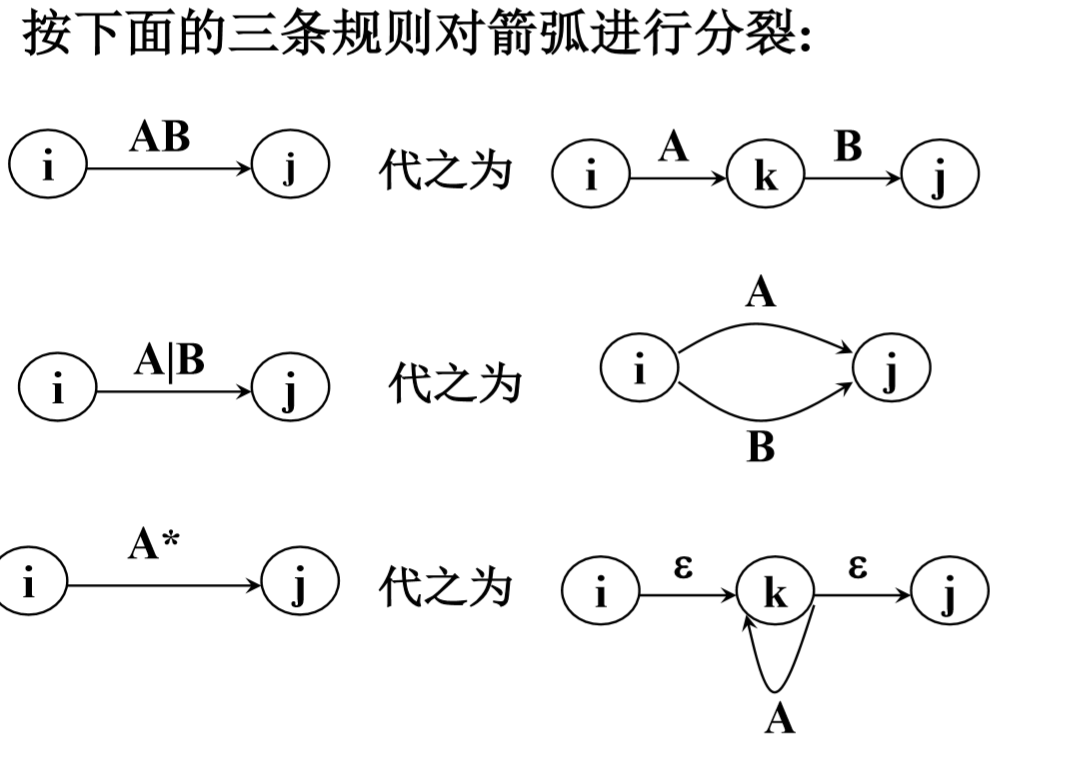 按下面的三条规则对箭弧进行分裂:
AB
i j 代之为 i A k B j
A
A|B
i j 代之为 i j
B
A*
i j 代之为 i ε k ε j
A